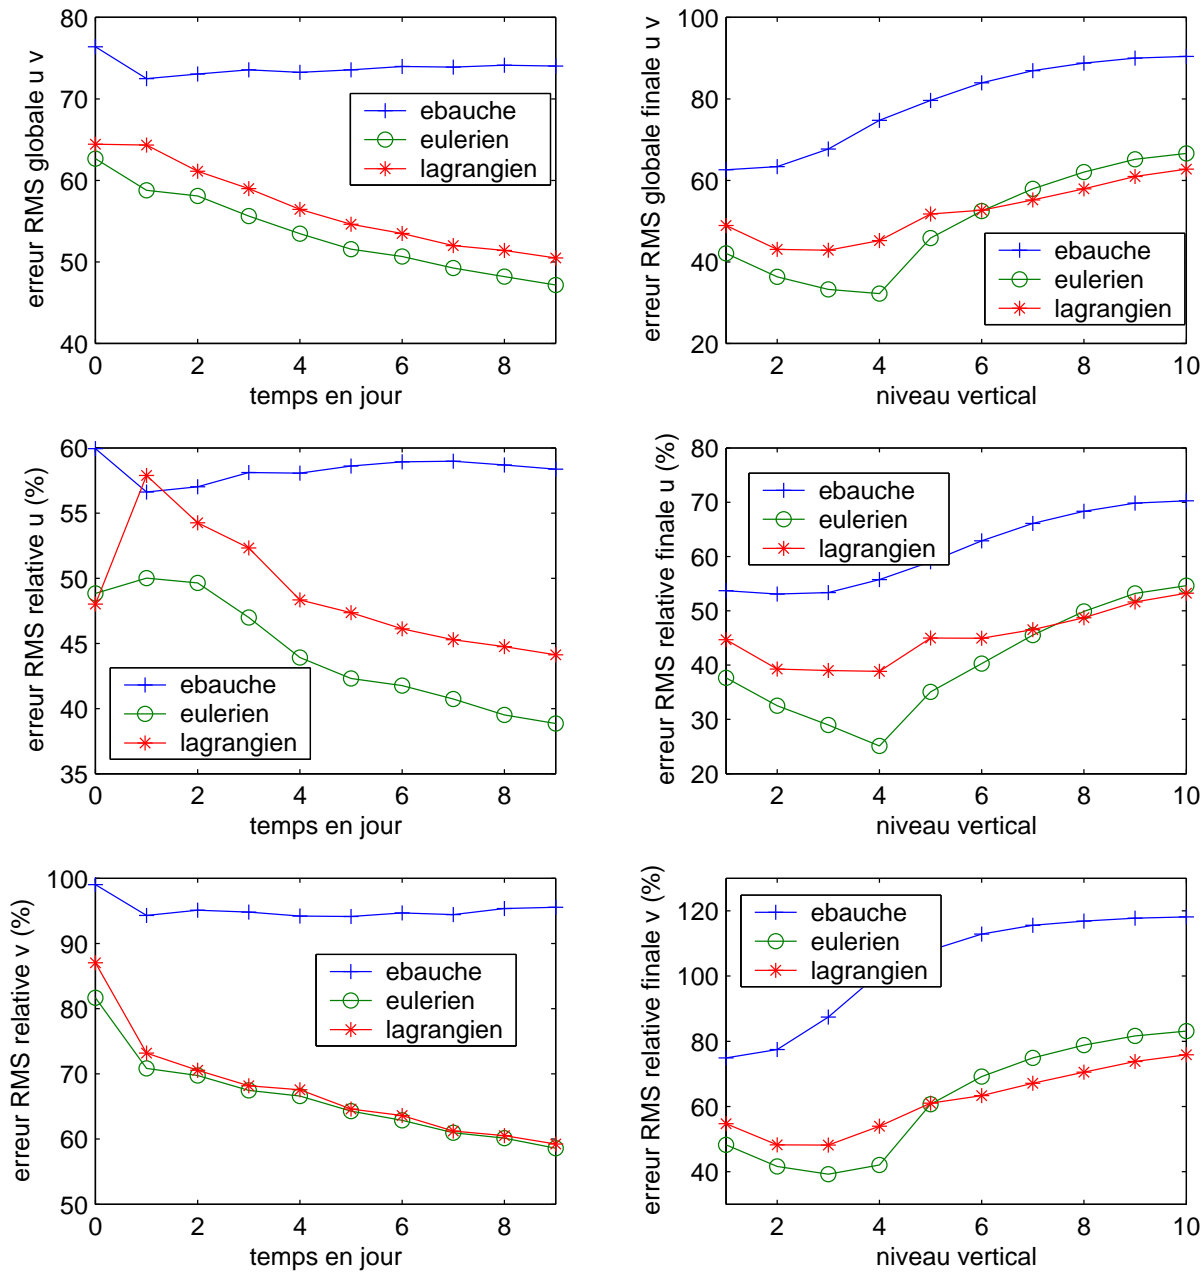 erreur RMS globale u v
80
70
60
50
40
0 2 4 6 8
temps en jour
ebauche
eulerien
lagrangien
erreur RMS globale finale u v
100
80
60
40
20
2 4 6 8 10
niveau vertical
ebauche
eulerien
lagrangien
erreur RMS relative u (%)
60
55
50
45
40
35
0 2 4 6 8
temps en jour
ebauche
eulerien
lagrangien
erreur RMS relative finale u (%)
80
70
60
50
40
30
20
2 4 6 8 10
niveau vertical
ebauche
eulerien
lagrangien
erreur RMS relative v (%)
100
90
80
70
60
50
0 2 4 6 8
temps en jour
ebauche
eulerien
lagrangien
erreur RMS relative finale v (%)
120
100
80
60
40
2 4 6 8 10
niveau vertical
ebauche
eulerien
lagrangien